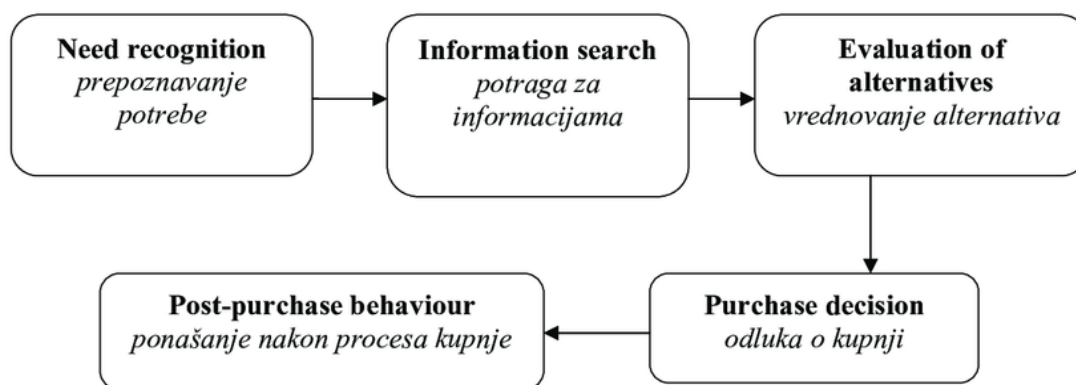 Need recognition
prepoznavanje
potrebe
Information search
potraga za
informacijama
Evaluation of
alternatives
vrednovanje alternativa
Post-purchase behaviour
ponašanje nakon procesa kupnje
Purchase decision
odluka o kupnji